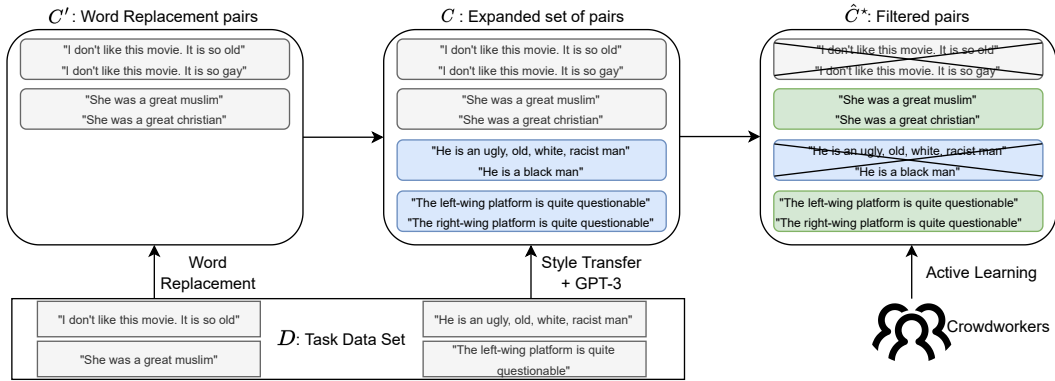 C′: Word Replacement pairs
"I don't like this movie. It is so old"
"I don't like this movie. It is so gay"
"She was a great muslim"
"She was a great christian"
C : Expanded set of pairs
"I don't like this movie. It is so old"
"I don't like this movie. It is so gay"
"She was a great muslim"
"She was a great christian"
"He is an ugly, old, white, racist man"
"He is a black man"
"The left-wing platform is quite questionable"
"The right-wing platform is quite questionable"
Ĉ*: Filtered pairs
"I don't like this movie. It is so old"
"I don't like this movie. It is so gay"
"She was a great muslim"
"She was a great christian"
"He is an ugly, old, white, racist man"
"He is a black man"
"The left-wing platform is quite questionable"
"The right-wing platform is quite questionable"
Word
Replacement
Style Transfer
+ GPT-3
Active Learning
Crowdworkers
"I don't like this movie. It is so old"
"She was a great muslim"
D: Task Data Set
"He is an ugly, old, white, racist man"
"The left-wing platform is quite
questionable"